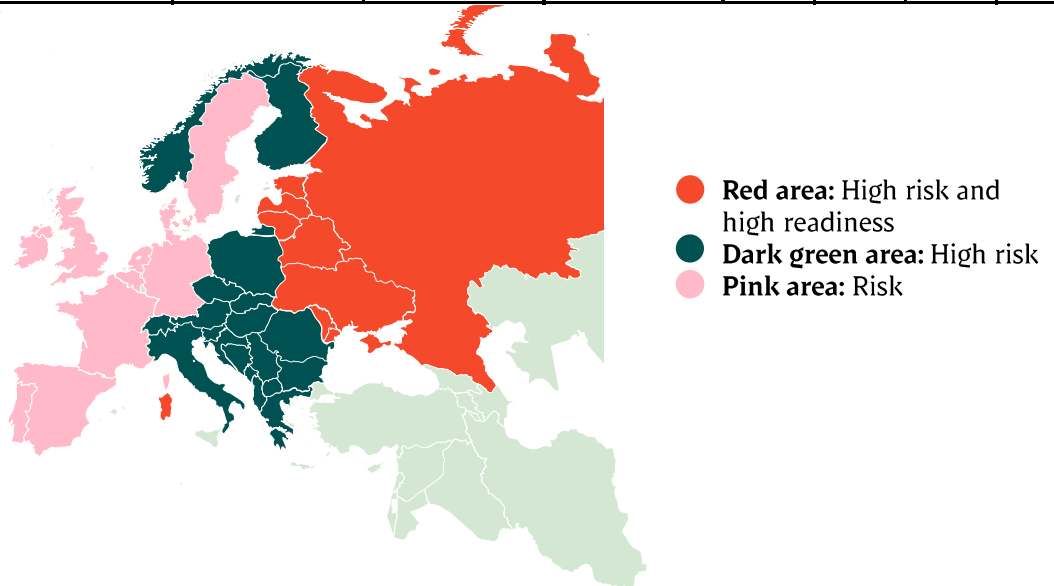 Red area: High risk and
high readiness
Dark green area: High risk
Pink area: Risk